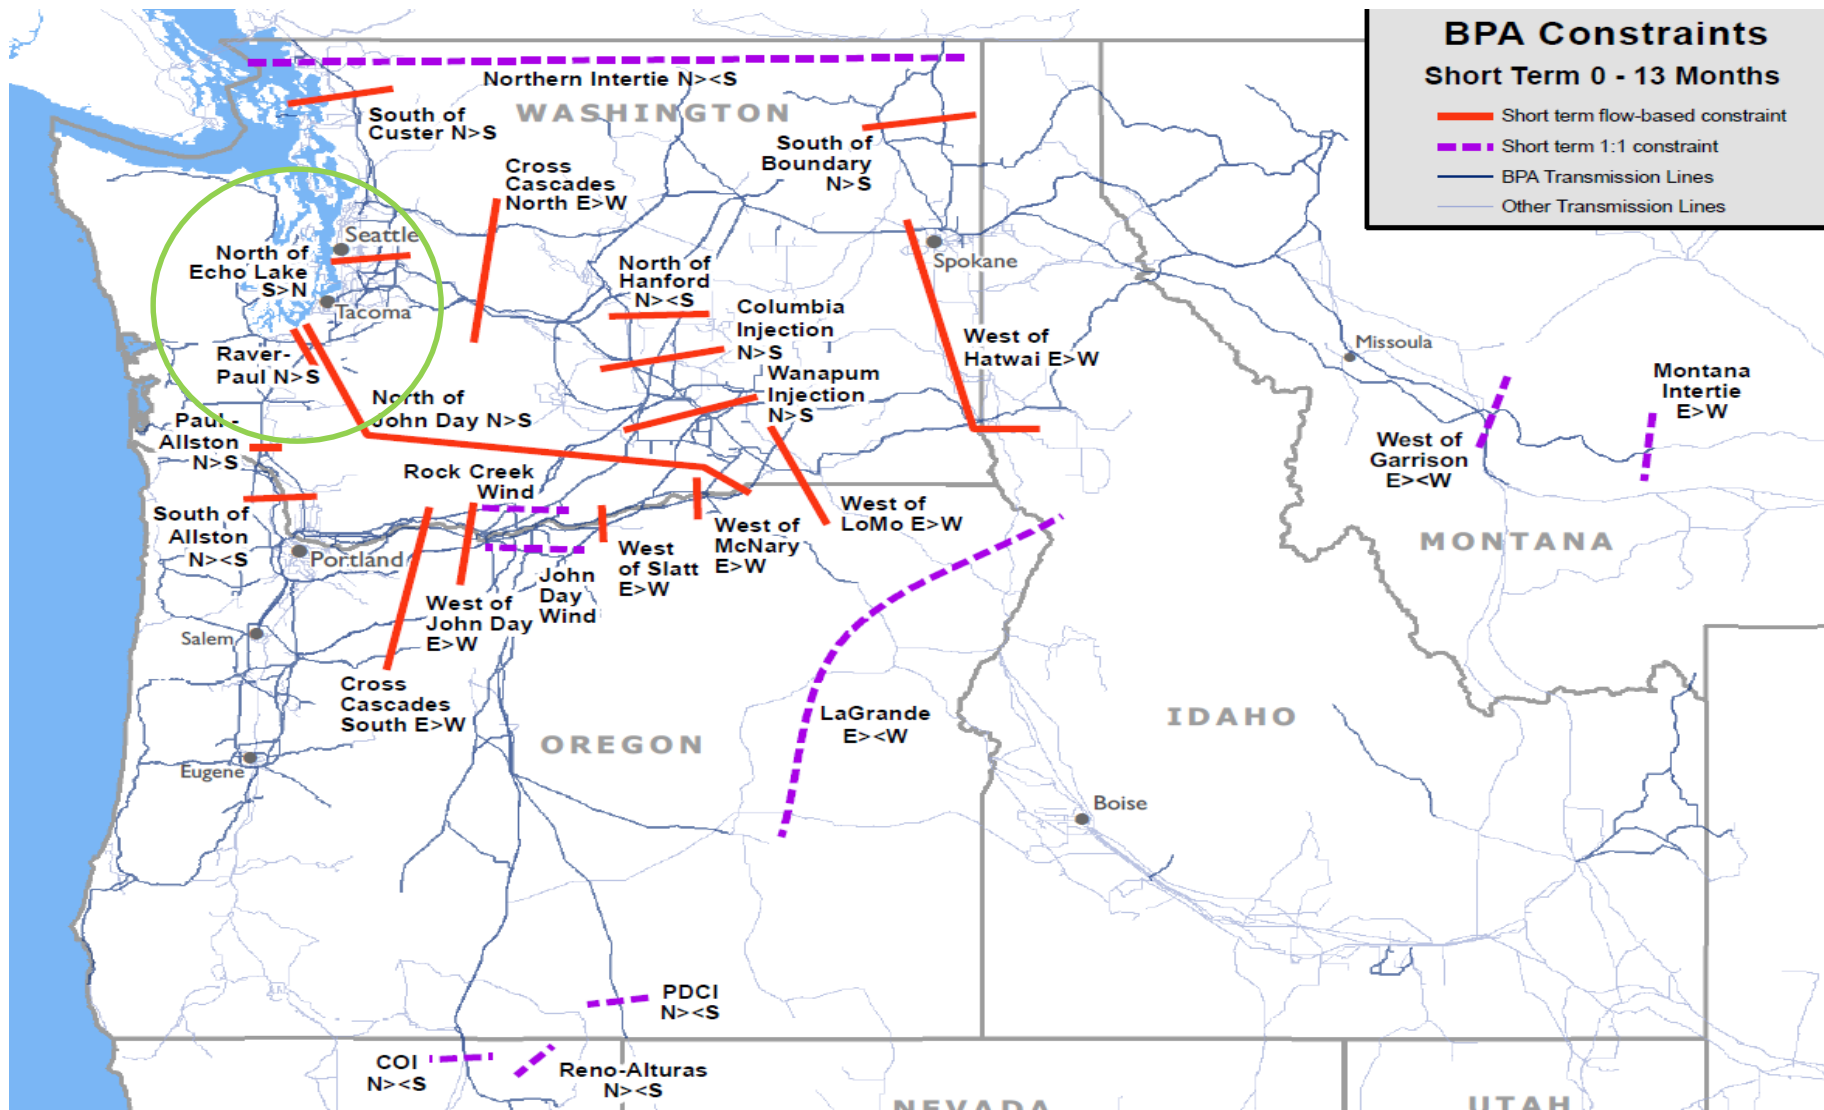 BPA Constraints
Short Term 0 - 13 Months
Short term flow-based constraint
Short term 1:1 constraint
BPA Transmission Lines
Other Transmission Lines
Northern Intertie N><S
WASHINGTON
South of
Custer N>S
South of
Boundary
N>S
Cross
Cascades
North E>W
Seattle
North of
Echo Lake
S>N
Tacoma
Spokane
North of
Hanford
N><S
Columbia
Injection
N>S
Wanapum
Injection
N>S
West of
Hatwai E>W
Missoula
Montana
Intertie
E>W
Raver-
Paul N>S
North of
John Day N>S
Paul-
Allston
N>S
West of
Garrison
E><W
Rock Creek
Wind
South of
Allston
N><S
West of
LoMo E>W
West of
McNary
E>W
MONTANA
Portland
West
of Slatt
E>W
John
Day
Wind
West of
John Day
E>W
Salem
Cross
Cascades
South E>W
LaGrande
E><W
IDAHO
OREGON
Eugene
Boise
PDCI
N><S
COI
N><S
Reno-Alturas
N><S
NEVADA
UTAH